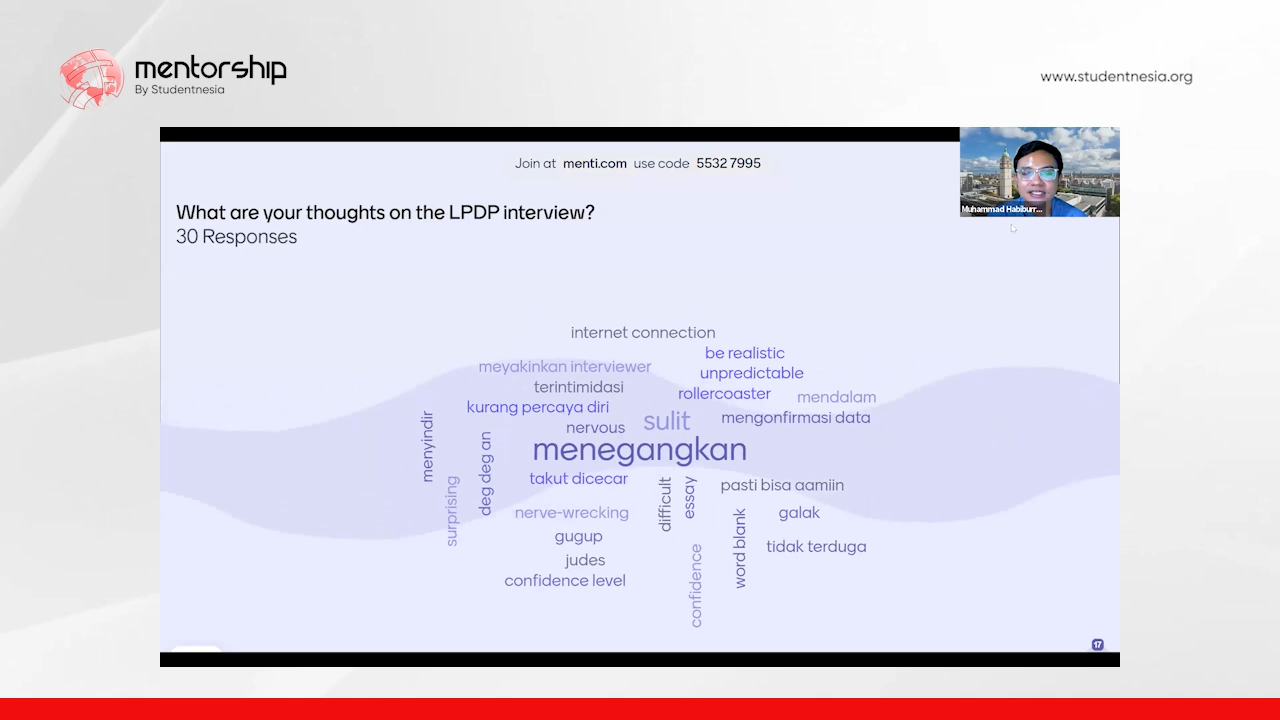 mentorship
By Studentnesia
www.studentnesia.org
Join at menti.com use code 5532 7995
Muhammad Habiburr...
What are your thoughts on the LPDP interview?
30 Responses
internet connection
be realistic
meyakinkan interviewer
unpredictable
terintimidasi
rollercoaster
mendalam
kurang percaya diri
sulit
mengonfirmasi data
nervous
menyindir
deg deg an
menegangkan
takut dicecar
surprising
difficult
essay
pasti bisa aamiin
nerve-wrecking
galak
word blank
gugup
tidak terduga
judes
confidence
confidence level
17